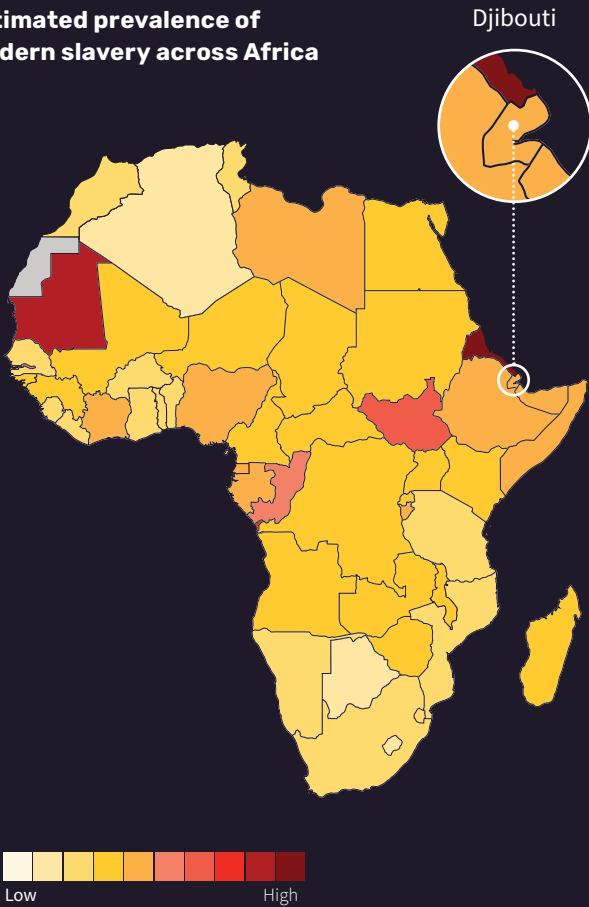 timated prevalence of
dern slavery across Africa
Djibouti
Low
High